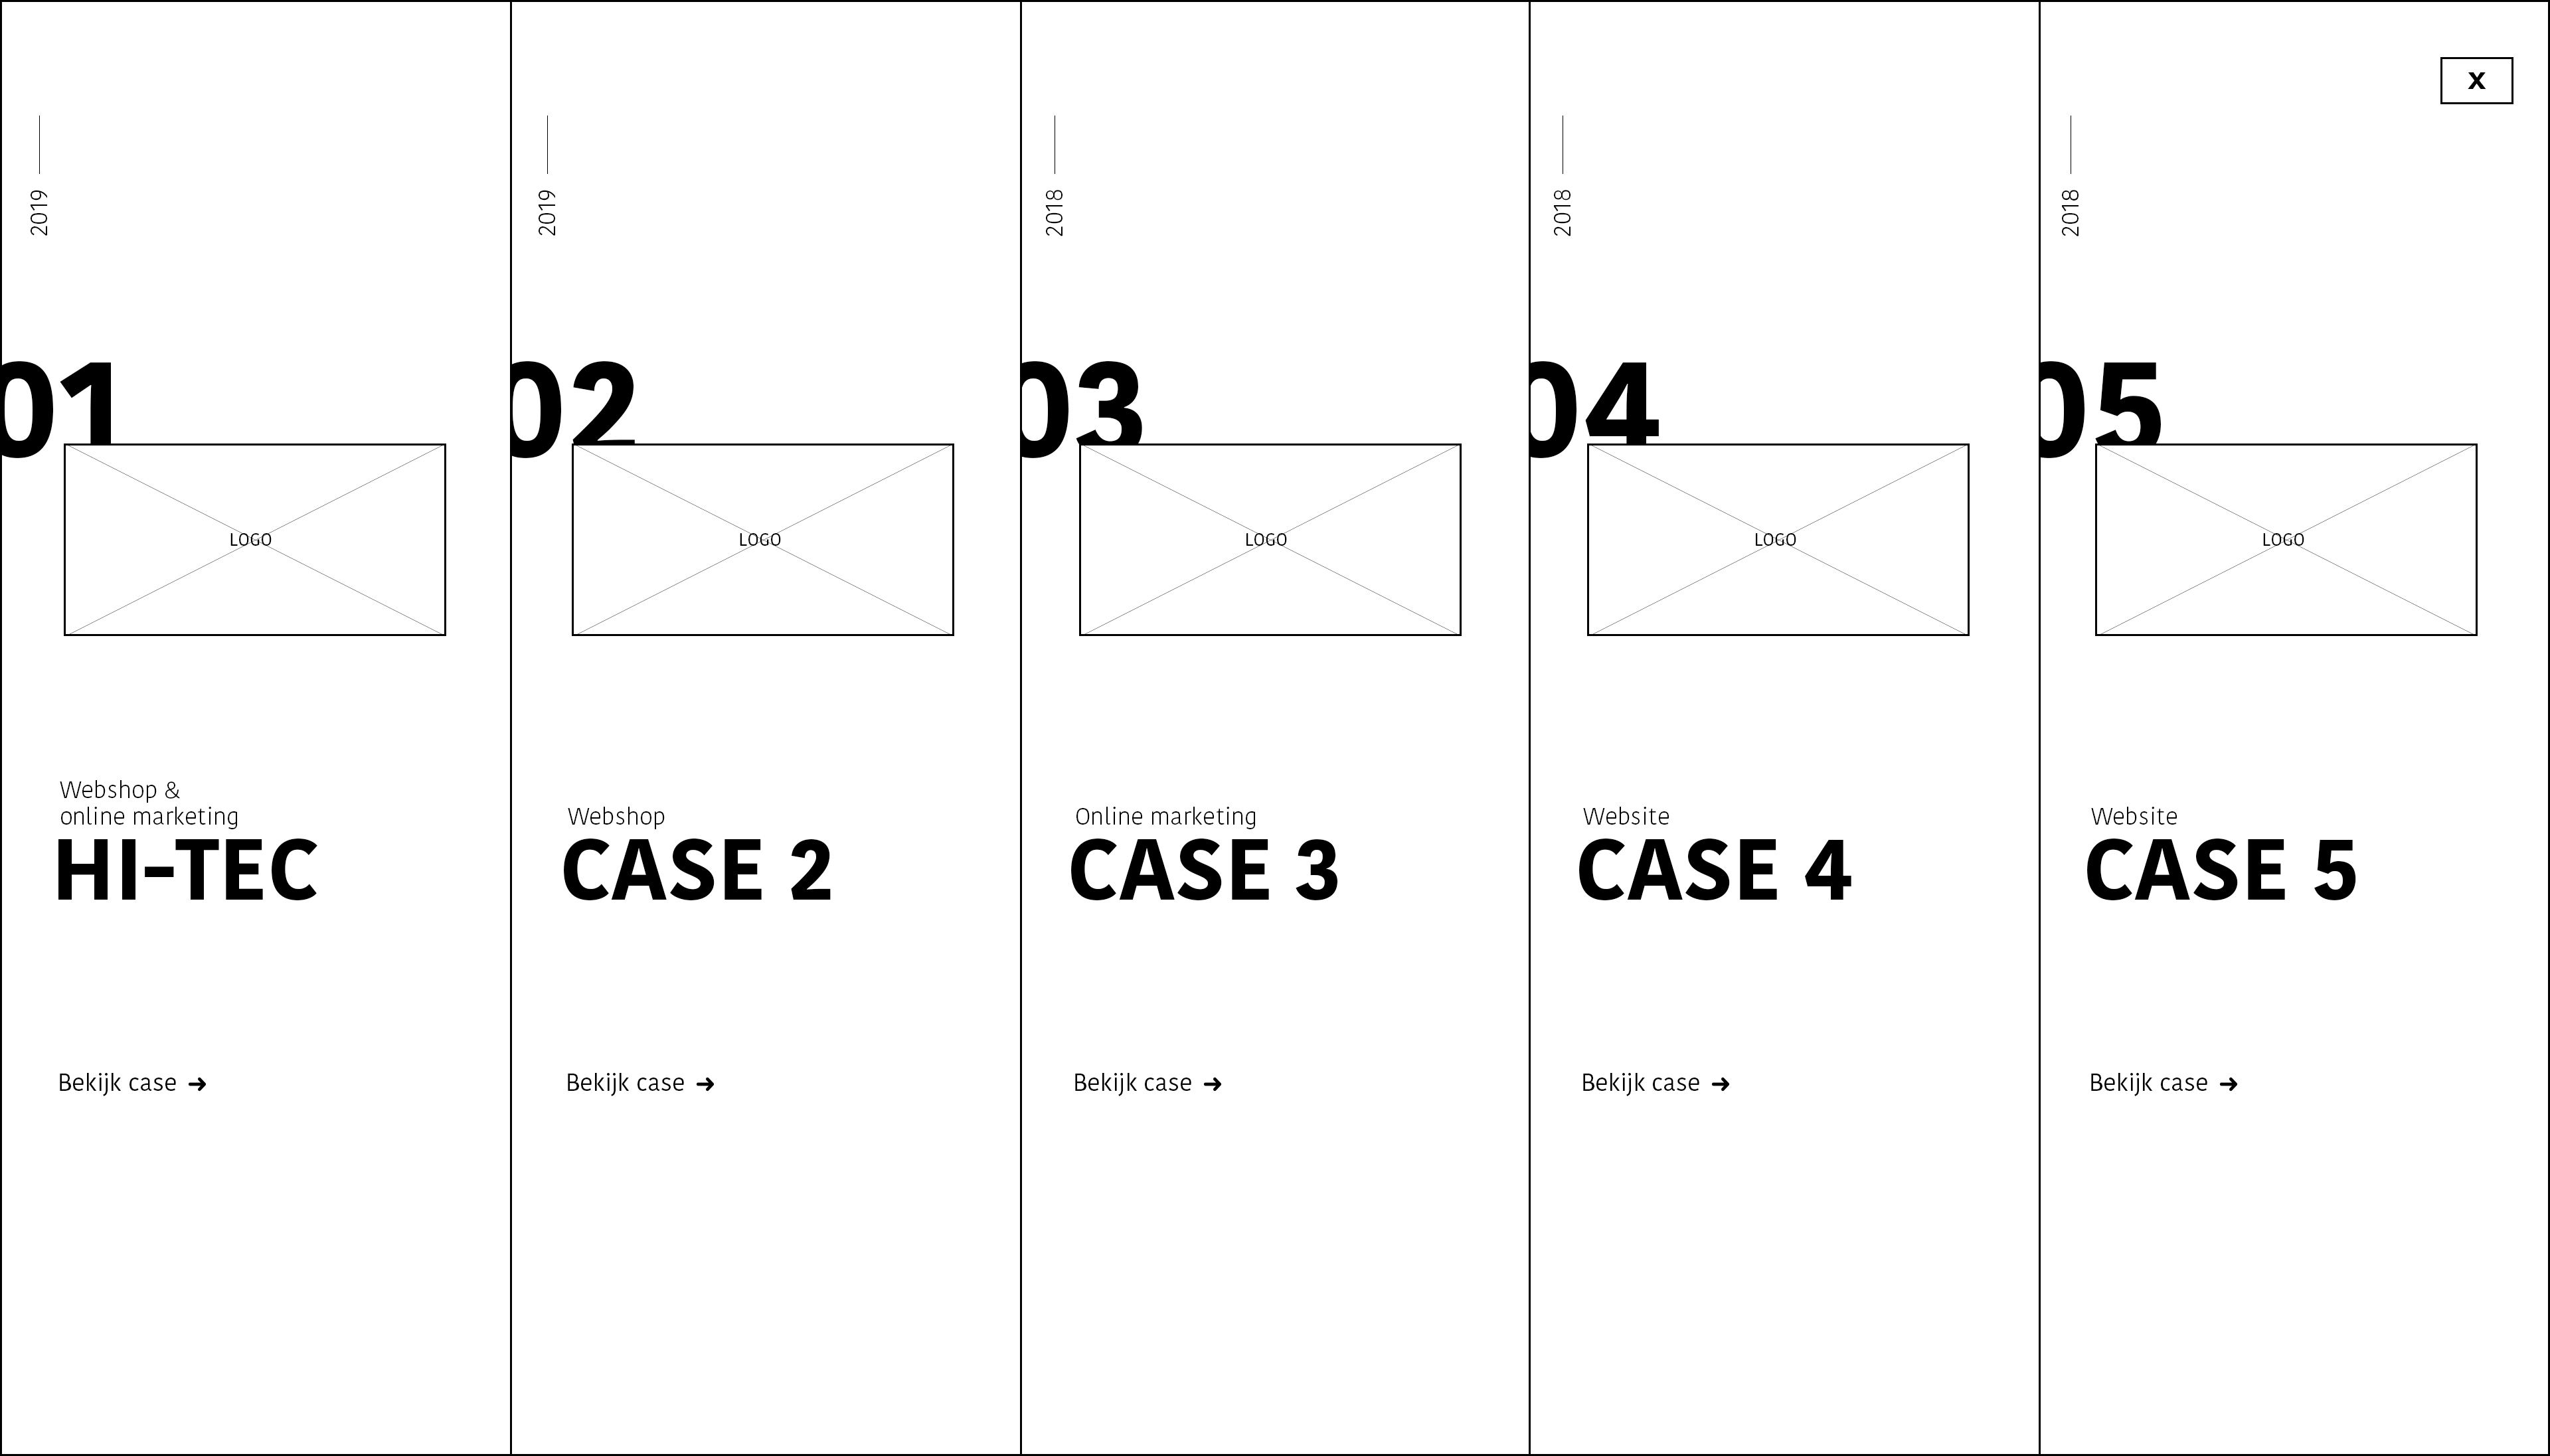 2019
01
LOGO
Webshop &
online marketing
HI-TEC
Bekijk case ➜
2019
02
LOGO
Webshop
CASE 2
Bekijk case ➜
2018
03
LOGO
Online marketing
CASE 3
Bekijk case ➜
2018
04
LOGO
Website
CASE 4
Bekijk case ➜
X
2018
05
LOGO
Website
CASE 5
Bekijk case ➜